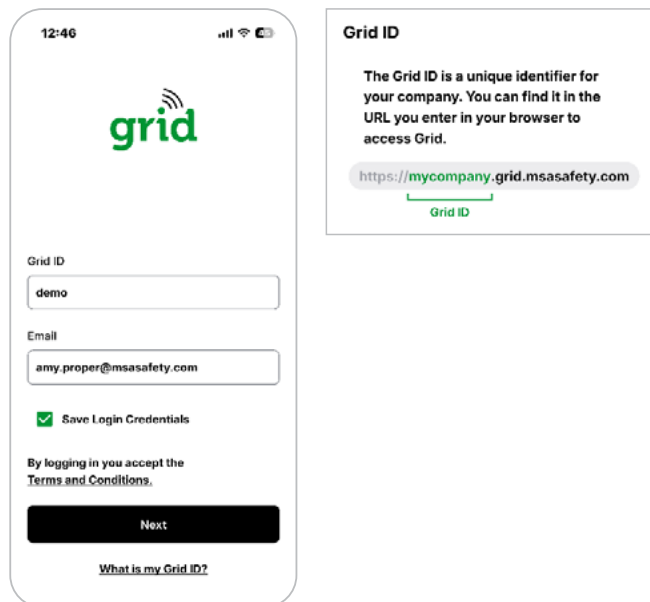 12:46
45
grid
Grid ID
demo
Email
amy.proper@msasafety.com
Save Login Credentials
By logging in you accept the
Terms and Conditions.
Next
What is my Grid ID?
Grid ID
The Grid ID is a unique identifier for
your company. You can find it in the
URL you enter in your browser to
access Grid.
https://mycompany.grid.msasafety.com
Grid ID